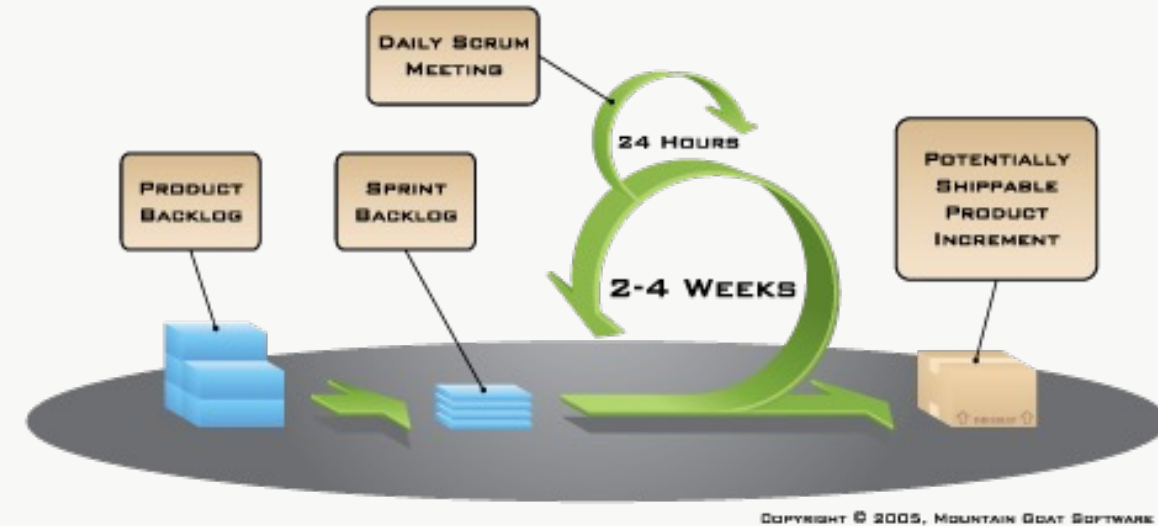 DAILY SCRUM
MEETING
24 HOURS
PRODUCT
BACKLOG
SPRINT
BACKLOG
POTENTIALLY
SHIPPABLE
PRODUCT
INCREMENT
2-4 WEEKS
COPYRIGHT © 2005, MOUNTAIN GOAT SOFTWARE